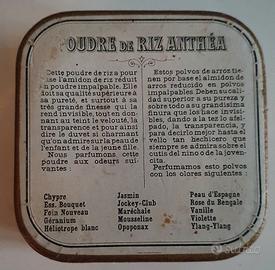 POUDRE DE RIZ ANTHÉA
Cette poudre de riza pour
base l'amidon de riz réduit
en poudre impalpable. Elle
doit sa qualité supérieure à
sa pureté, et surtout à sa
très grande finesse qui la
rend invisible, tout en don-
nant au teint le velouté, la
transparence et pour ainsi
dire le duvet si charmant
qu'on admire sur la peau de
l'enfant et de la jeune fille.
Nous parfumons cette
poudre aux odeurs sui-
vantes :
Estos polvos de arros tie-
nen por base el almidon de
arros reducido en polvos
impalpables Deben su cali-
dad superior a su pureza y
sobre todo a su grandisima
finura que los hace invisi-
bles, dando a la tez lo afel-
pado, la transparencia, y
para decirlo mejor hasta el
vello tan hechicero que
siempre se admira sobre el
cutis del nino o de la joven-
cita.
Perfumamos esto polvos
con los olores siguientes :
Chypre
Ess. Bouquet
Foin Nouveau
Géranium
Héliotrope blanc
Jasmin
Jockey-Club
Maréchale
Mousseline
Opoponax
Peau d'Espagne
Rose du Bengale
Vanille
Violette
Ylang-Ylang
subito